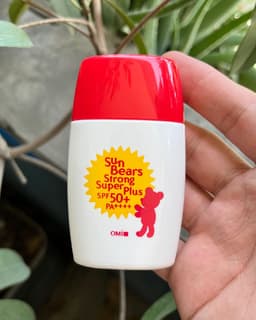 Sun
Bears
Strong
Super Plus
SPF 50+
PA++++
OMI